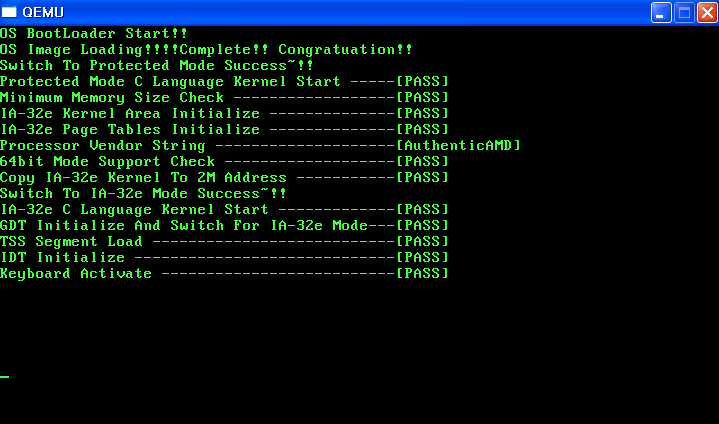 QEMU
OS BootLoader Start!!
OS Image Loading!!!!Complete!! Congratuation!!
Switch To Protected Mode Success~!!
Protected Mode C Language Kernel Start -----[PASS]
Minimum Memory Size Check ------------------[PASS]
IA-32e Kernel Area Initialize --------------[PASS]
IA-32e Page Tables Initialize --------------[PASS]
Processor Vendor String --------------------[AuthenticAMD]
64bit Mode Support Check -------------------[PASS]
Copy IA-32e Kernel To 2M Address -----------[PASS]
Switch To IA-32e Mode Success~!!
IA-32e C Language Kernel Start -------------[PASS]
GDT Initialize And Switch For IA-32e Mode---[PASS]
TSS Segment Load ---------------------------[PASS]
IDT Initialize -----------------------------[PASS]
Keyboard Activate --------------------------[PASS]
_